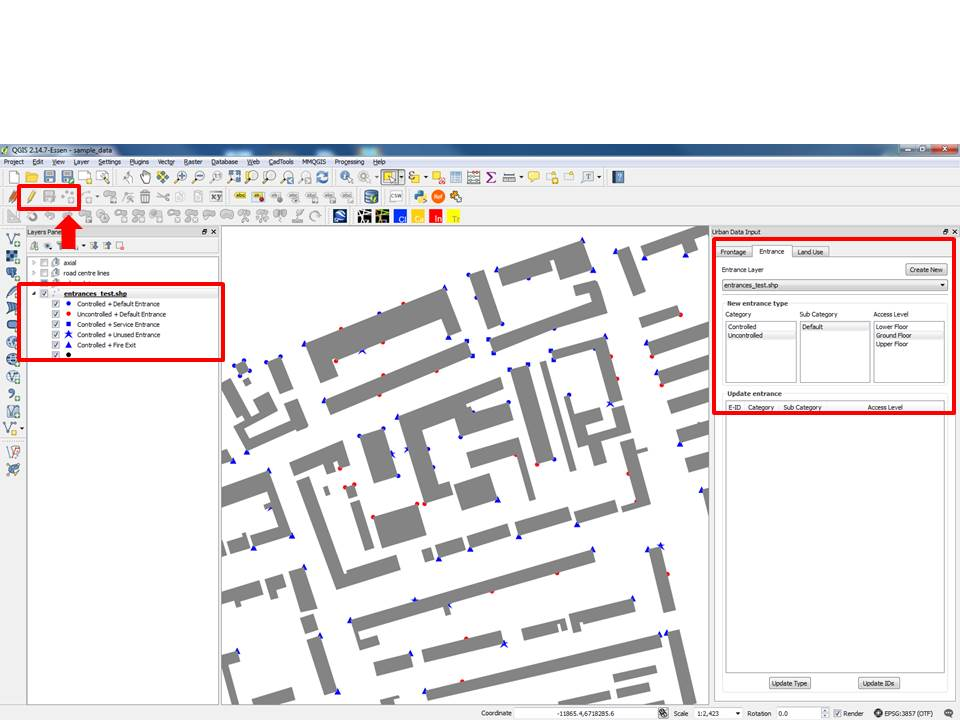 QGIS 2.14.7-Essen - sample_data
Project Edit View Layer Settings Plugins Vector Raster Database Web CadTools MMQGIS Processing Help
CSW
Layers Pane
axial
road centre lines
entrances_test.shp
Controlled + Default Entrance
Uncontrolled + Default Entrance
Controlled + Service Entrance
Controlled + Unused Entrance
Controlled + Fire Exit
Urban Data Input
Frontage Entrance Land Use
Entrance Layer Create New
entrances_test.shp
New entrance type
Category Sub Category Access Level
Controlled Default Lower Floor
Uncontrolled Ground Floor
Upper Floor
Update entrance
E-ID Category Sub Category Access Level
Update Type Update IDs
Coordinate -11865.4,6718285.6 Scale 1:2,423 Rotation 0.0 Render EPSG:3857 (OTF)